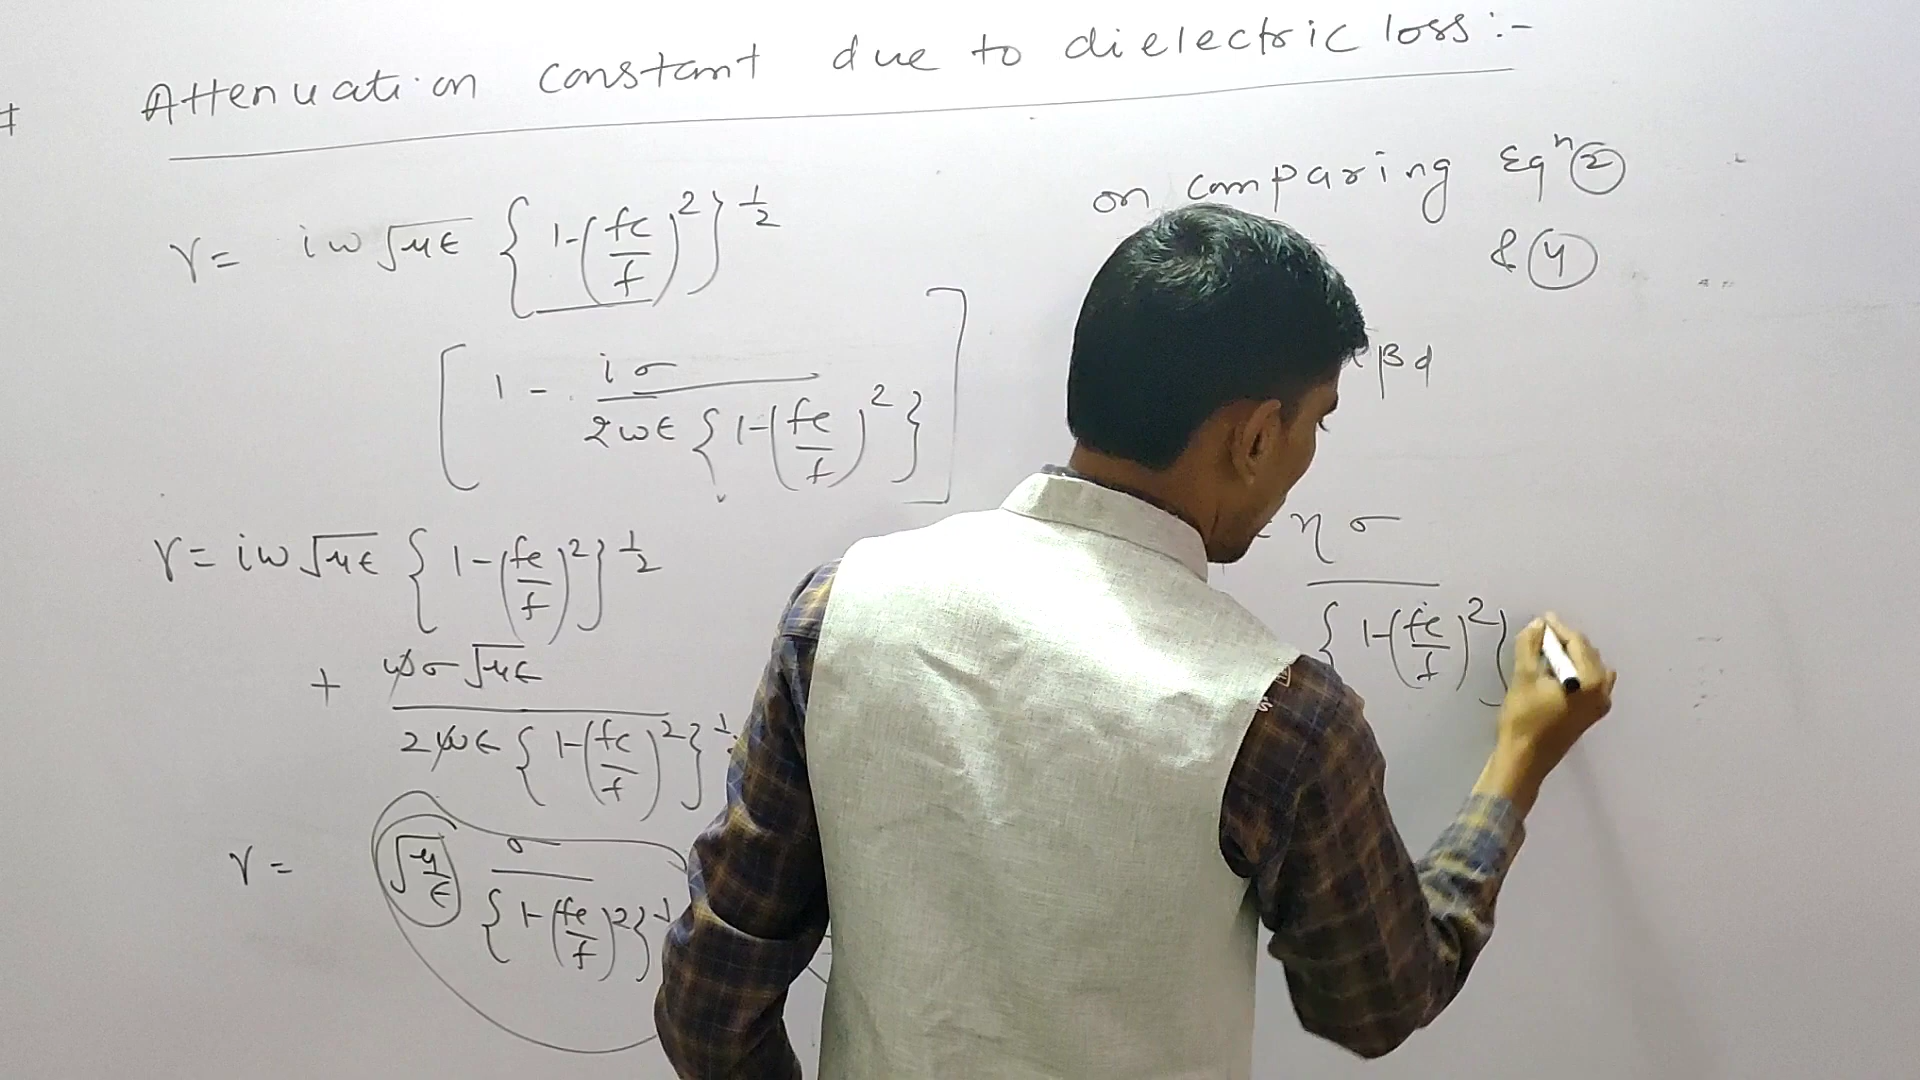 # Attenuation constant due to dielectric loss:-
γ = iω √με { 1-(fc/f)^2 }^1/2
[ 1 - iσ / 2ωϵ { 1-(fc/f)^2 } ]
γ = iω √με { 1-(fc/f)^2 }^1/2
+ ωσ √με / 2ωϵ { 1-(fc/f)^2 }^1/2
γ = √μ/ϵ σ / { 1-(fc/f)^2 }^1
on comparing Eqn ②
& ④
βd
= ησ / { 1-(fc/f)^2 }